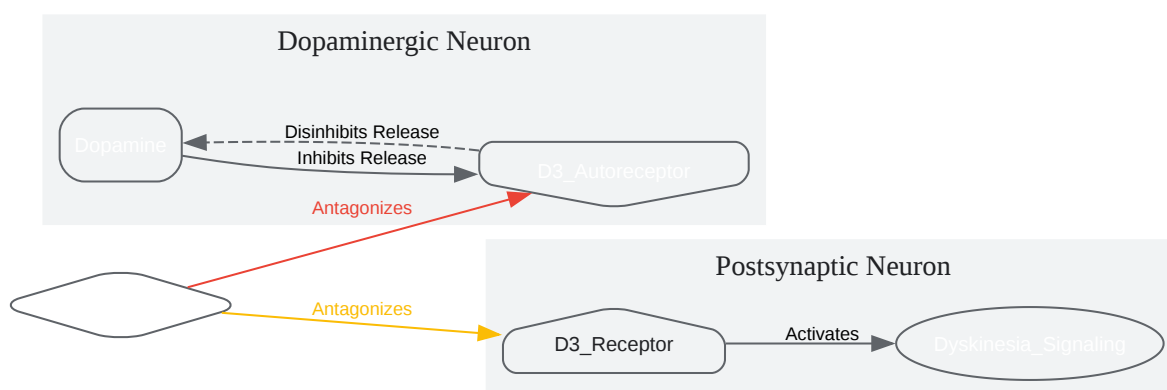 Dopaminergic Neuron
Dopamine
Disinhibits Release
Inhibits Release
D3_Autoreceptor
Antagonizes
Postsynaptic Neuron
Antagonizes
D3_Receptor
Activates
Dyskinesia_Signaling